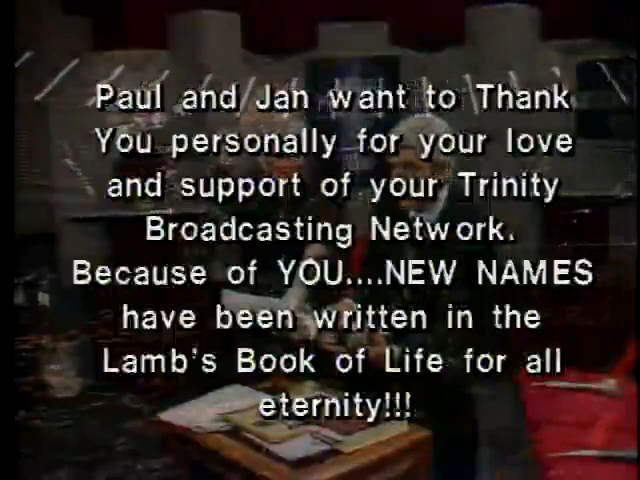 Paul and Jan want to Thank
You personally for your love
and support of your Trinity
Broadcasting Network.
Because of YOU....NEW NAMES
have been written in the
Lamb's Book of Life for all
eternity!!!